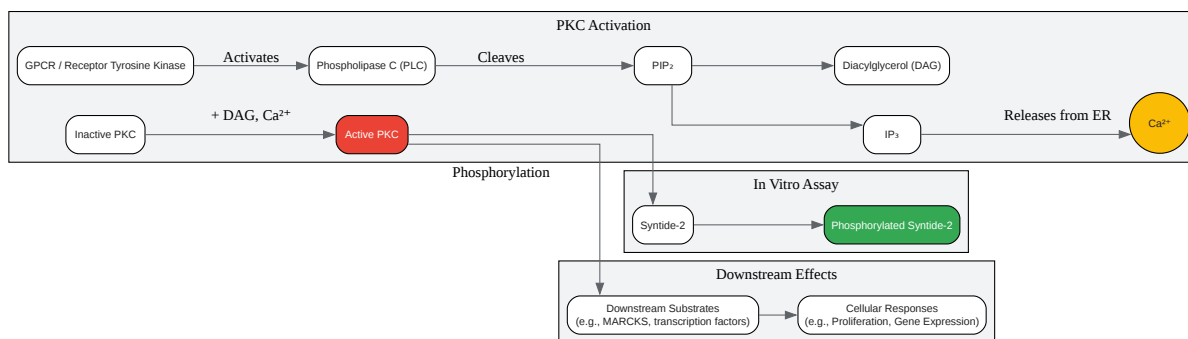 PKC Activation
GPCR / Receptor Tyrosine Kinase
Activates
Phospholipase C (PLC)
Cleaves
PIP₂
Diacylglycerol (DAG)
Inactive PKC
+ DAG, Ca²⁺
Active PKC
IP₃
Releases from ER
Ca²⁺
Phosphorylation
In Vitro Assay
Syntide-2
Phosphorylated Syntide-2
Downstream Effects
Downstream Substrates
(e.g., MARCKS, transcription factors)
Cellular Responses
(e.g., Proliferation, Gene Expression)